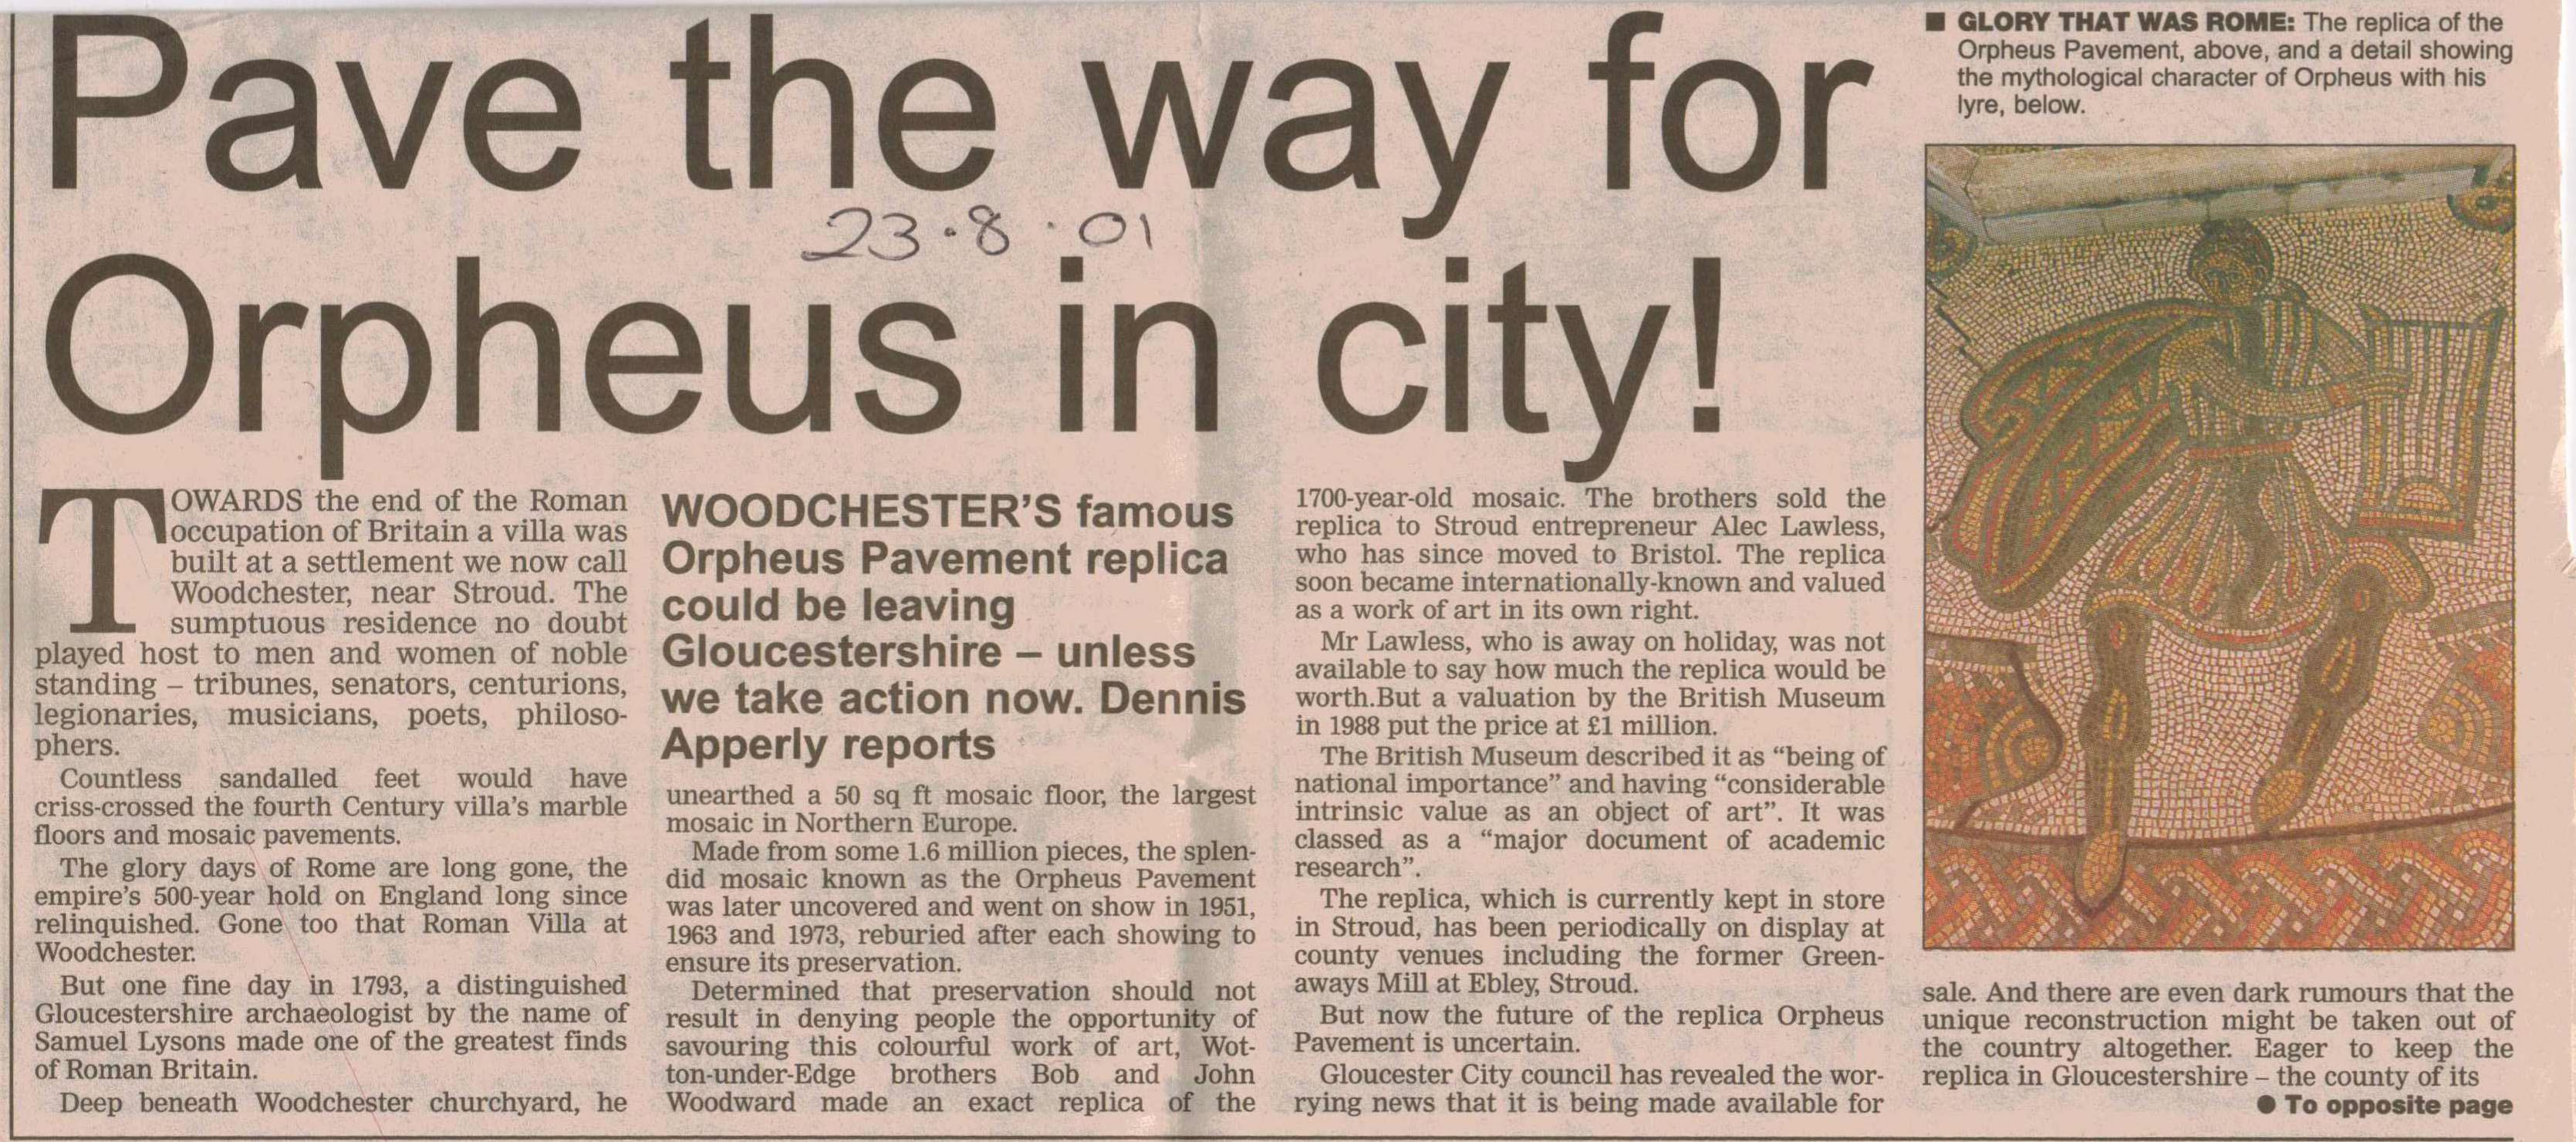 Pave the way for
23.8.01
Orpheus in city!
TOWARDS the end of the Roman
occupation of Britain a villa was
built at a settlement we now call
Woodchester, near Stroud. The
sumptuous residence no doubt
played host to men and women of noble
standing – tribunes, senators, centurions,
legionaries, musicians, poets, philoso-
phers.
Countless sandalled feet would have
criss-crossed the fourth Century villa's marble
floors and mosaic pavements.
The glory days of Rome are long gone, the
empire's 500-year hold on England long since
relinquished. Gone too that Roman Villa at
Woodchester.
But one fine day in 1793, a distinguished
Gloucestershire archaeologist by the name of
Samuel Lysons made one of the greatest finds
of Roman Britain.
Deep beneath Woodchester churchyard, he
WOODCHESTER'S famous
Orpheus Pavement replica
could be leaving
Gloucestershire – unless
we take action now. Dennis
Apperly reports
unearthed a 50 sq ft mosaic floor, the largest
mosaic in Northern Europe.
Made from some 1.6 million pieces, the splen-
did mosaic known as the Orpheus Pavement
was later uncovered and went on show in 1951,
1963 and 1973, reburied after each showing to
ensure its preservation.
Determined that preservation should not
result in denying people the opportunity of
savouring this colourful work of art, Wot-
ton-under-Edge brothers Bob and John
Woodward made an exact replica of the
1700-year-old mosaic. The brothers sold the
replica to Stroud entrepreneur Alec Lawless,
who has since moved to Bristol. The replica
soon became internationally-known and valued
as a work of art in its own right.
Mr Lawless, who is away on holiday, was not
available to say how much the replica would be
worth.But a valuation by the British Museum
in 1988 put the price at £1 million.
The British Museum described it as "being of
national importance" and having "considerable
intrinsic value as an object of art". It was
classed as a "major document of academic
research".
The replica, which is currently kept in store
in Stroud, has been periodically on display at
county venues including the former Green-
aways Mill at Ebley, Stroud.
But now the future of the replica Orpheus
Pavement is uncertain.
Gloucester City council has revealed the wor-
rying news that it is being made available for
■ GLORY THAT WAS ROME: The replica of the
Orpheus Pavement, above, and a detail showing
the mythological character of Orpheus with his
lyre, below.
sale. And there are even dark rumours that the
unique reconstruction might be taken out of
the country altogether. Eager to keep the
replica in Gloucestershire – the county of its
● To opposite page